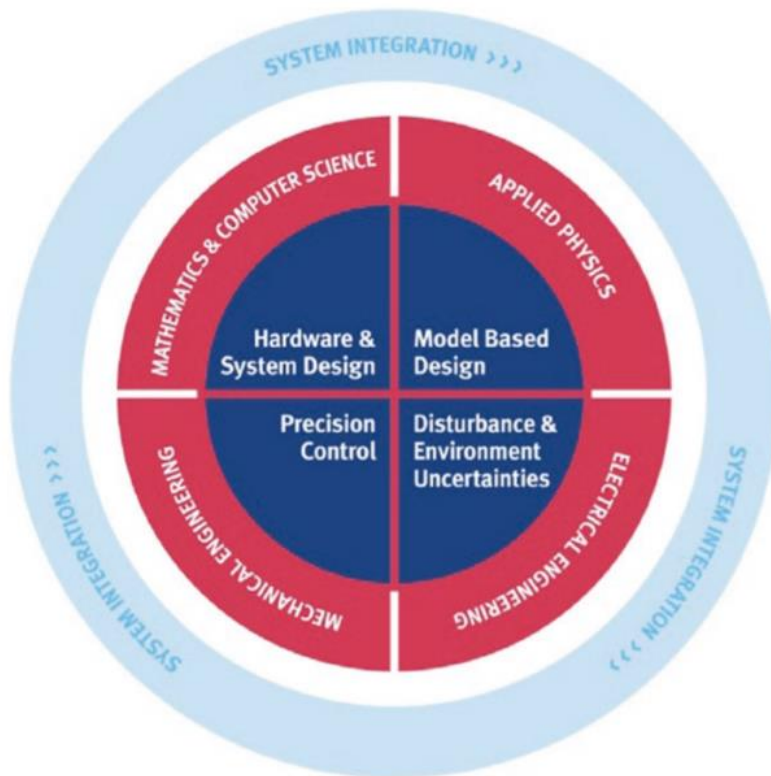 SYSTEM INTEGRATION >>>
MATHEMATICS & COMPUTER SCIENCE
APPLIED PHYSICS
Hardware &
System Design
Model Based
Design
Precision
Control
Disturbance &
Environment
Uncertainties
MECHANICAL ENGINEERING
ELECTRICAL ENGINEERING
SYSTEM INTEGRATION >>>
SYSTEM INTEGRATION >>>